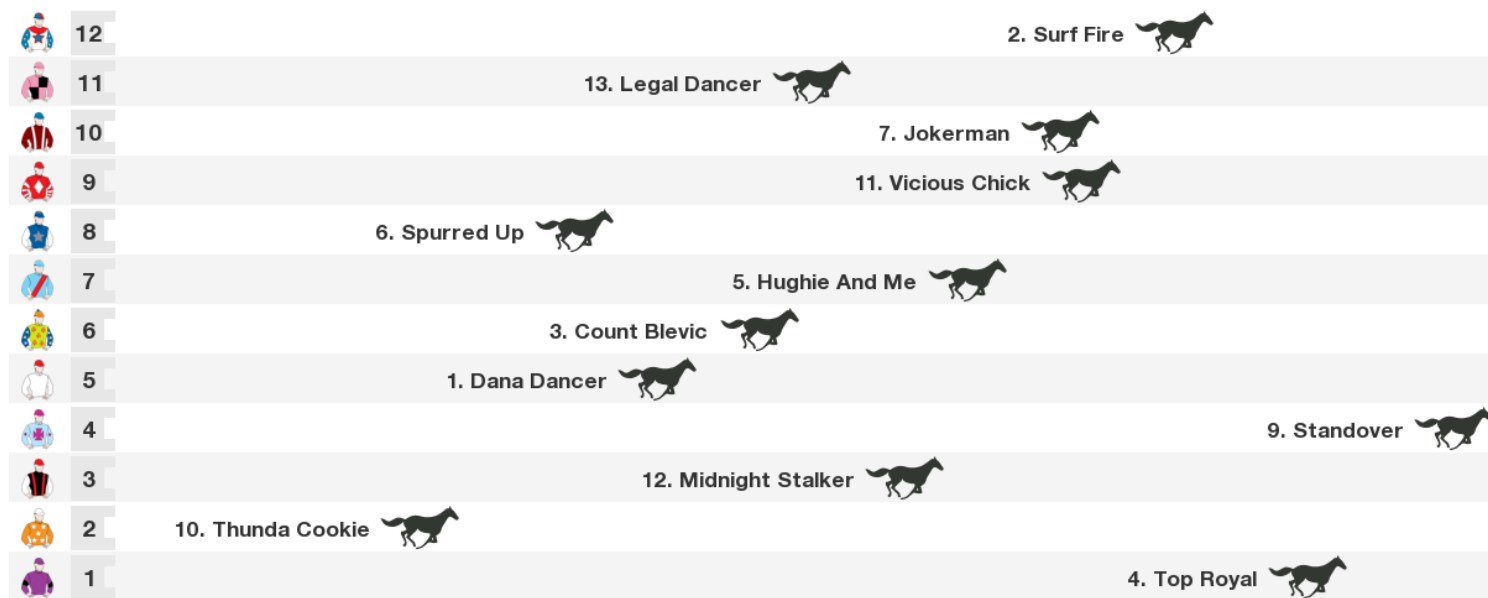 12 2. Surf Fire
11 13. Legal Dancer
10 7. Jokerman
9 11. Vicious Chick
8 6. Spurred Up
7 5. Hughie And Me
6 3. Count Blevic
5 1. Dana Dancer
4 9. Standover
3 12. Midnight Stalker
2 10. Thunda Cookie
1 4. Top Royal